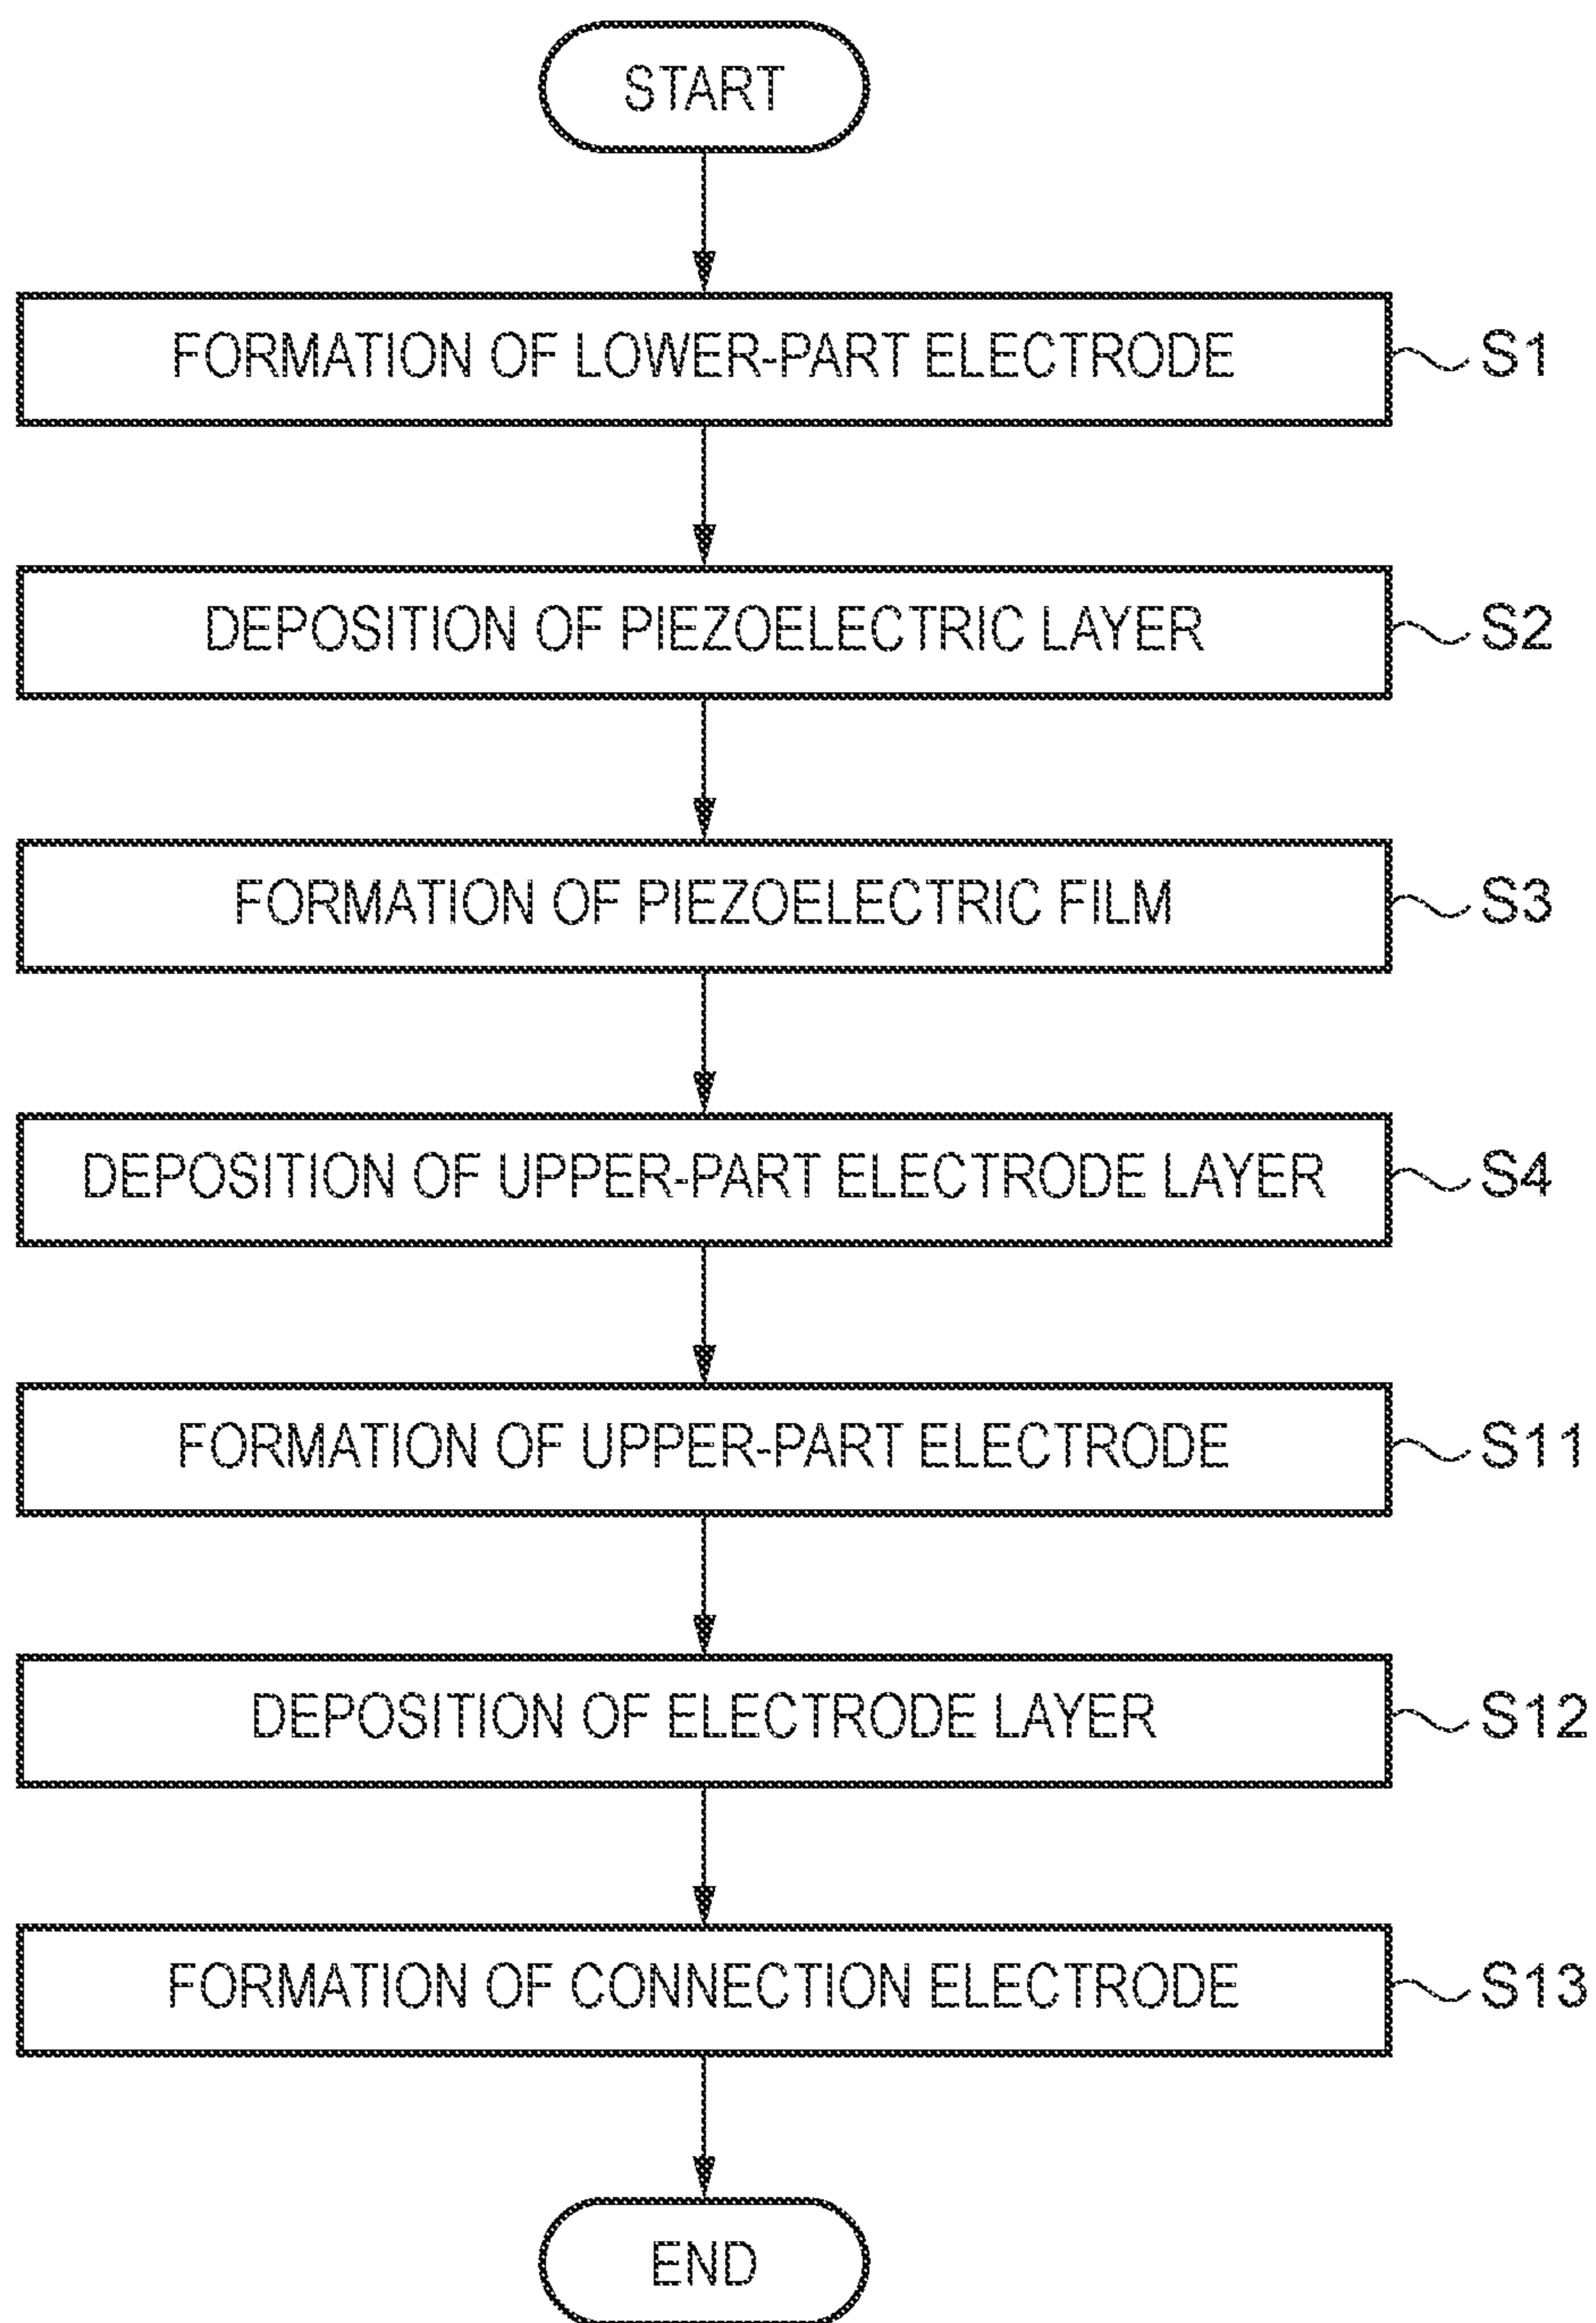 START
FORMATION OF LOWER-PART ELECTRODE S1
DEPOSITION OF PIEZOELECTRIC LAYER S2
FORMATION OF PIEZOELECTRIC FILM S3
DEPOSITION OF UPPER-PART ELECTRODE LAYER S4
FORMATION OF UPPER-PART ELECTRODE S11
DEPOSITION OF ELECTRODE LAYER S12
FORMATION OF CONNECTION ELECTRODE S13
END